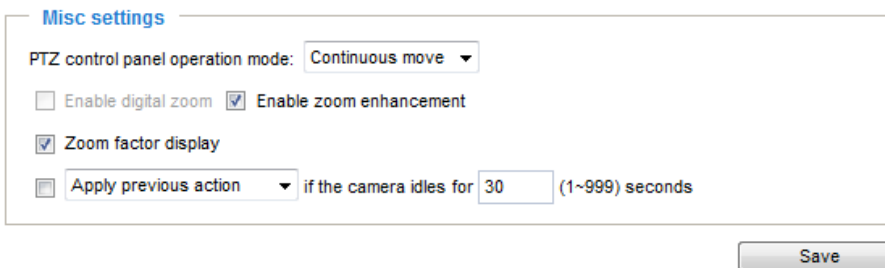 Misc settings
PTZ control panel operation mode: Continuous move
Enable digital zoom Enable zoom enhancement
Zoom factor display
Apply previous action if the camera idles for 30 (1~999) seconds
Save